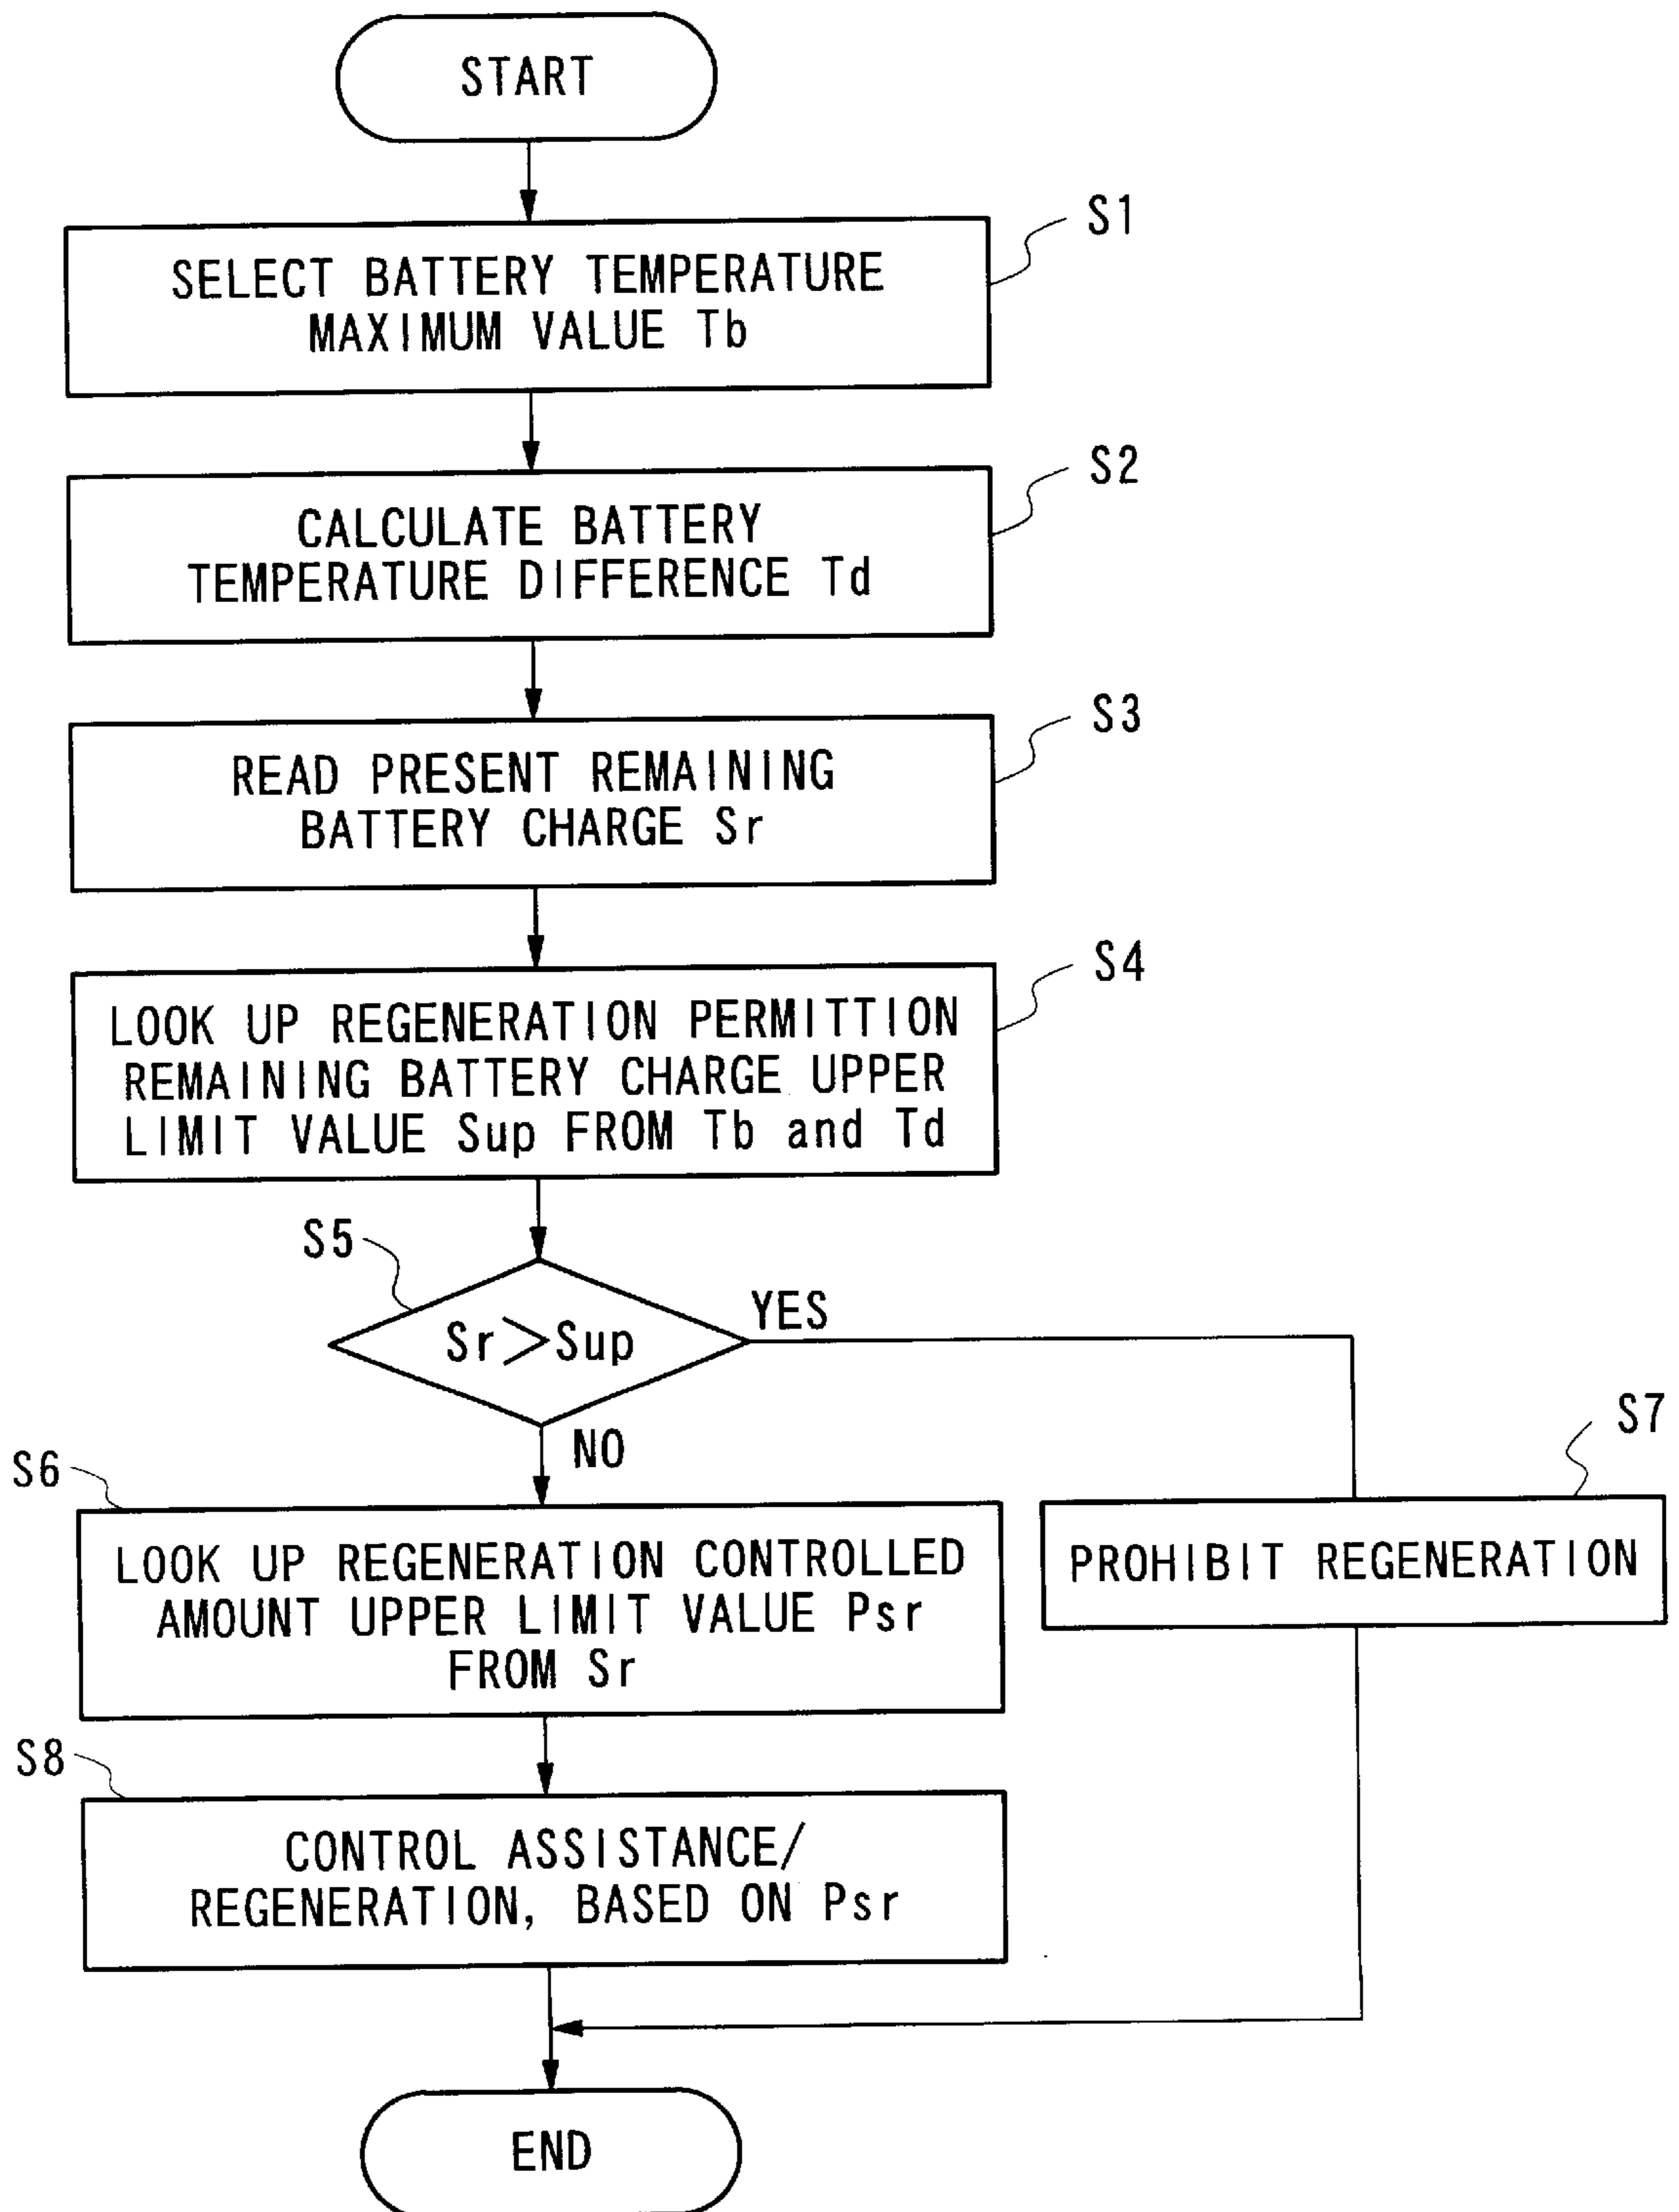 START
S1
SELECT BATTERY TEMPERATURE
MAXIMUM VALUE Tb
S2
CALCULATE BATTERY
TEMPERATURE DIFFERENCE Td
S3
READ PRESENT REMAINING
BATTERY CHARGE Sr
S4
LOOK UP REGENERATION PERMITTION
REMAINING BATTERY CHARGE UPPER
LIMIT VALUE Sup FROM Tb and Td
S5
Sr>Sup
YES
NO
S6
LOOK UP REGENERATION CONTROLLED
AMOUNT UPPER LIMIT VALUE Psr
FROM Sr
S7
PROHIBIT REGENERATION
S8
CONTROL ASSISTANCE/
REGENERATION, BASED ON Psr
END